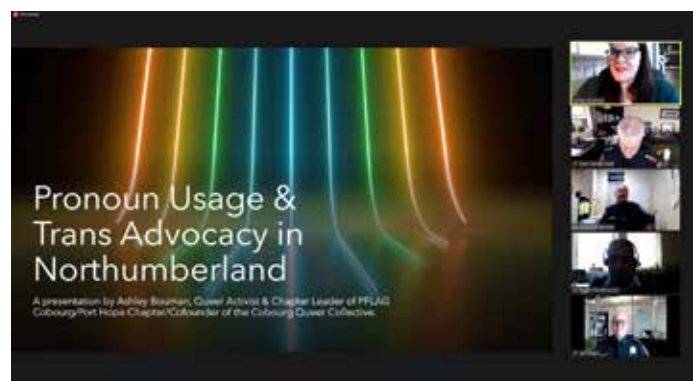 Pronoun Usage &
Trans Advocacy in
Northumberland
A presentation by Ashley Bouman, Queer Activist & Chapter Leader of PFLAG
Cobourg/Port Hope Chapter/Cofounder of the Cobourg Queer Collective.